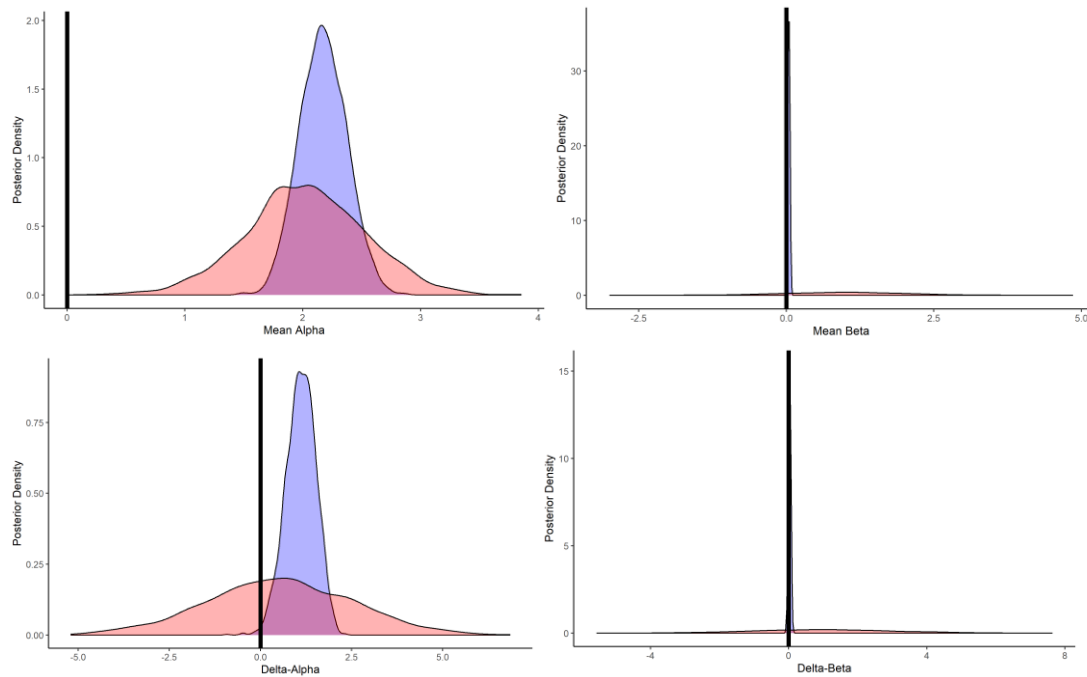 2.0
1.5
1.0
0.5
0.0
Posterior Density
0 1 2 3 4
Mean Alpha
30
20
10
0
Posterior Density
-2.5 0.0 2.5 5.0
Mean Beta
0.75
0.50
0.25
0.00
Posterior Density
-5.0 -2.5 0.0 2.5 5.0
Delta-Alpha
15
10
5
0
Posterior Density
-4 0 4 8
Delta-Beta